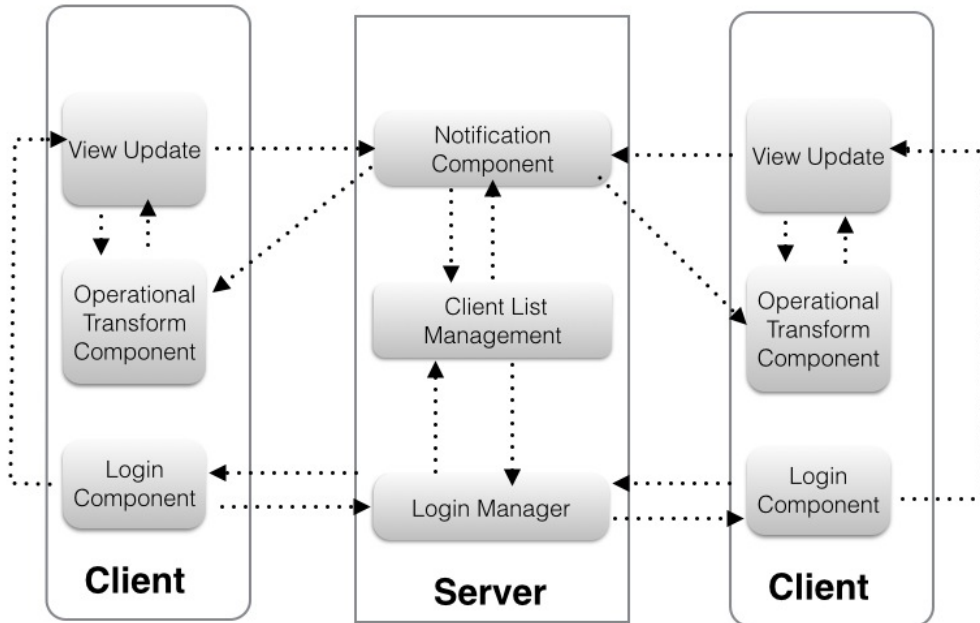 View Update
Operational
Transform
Component
Login
Component
Client
Notification
Component
Client List
Management
Login Manager
Server
View Update
Operational
Transform
Component
Login
Component
Client